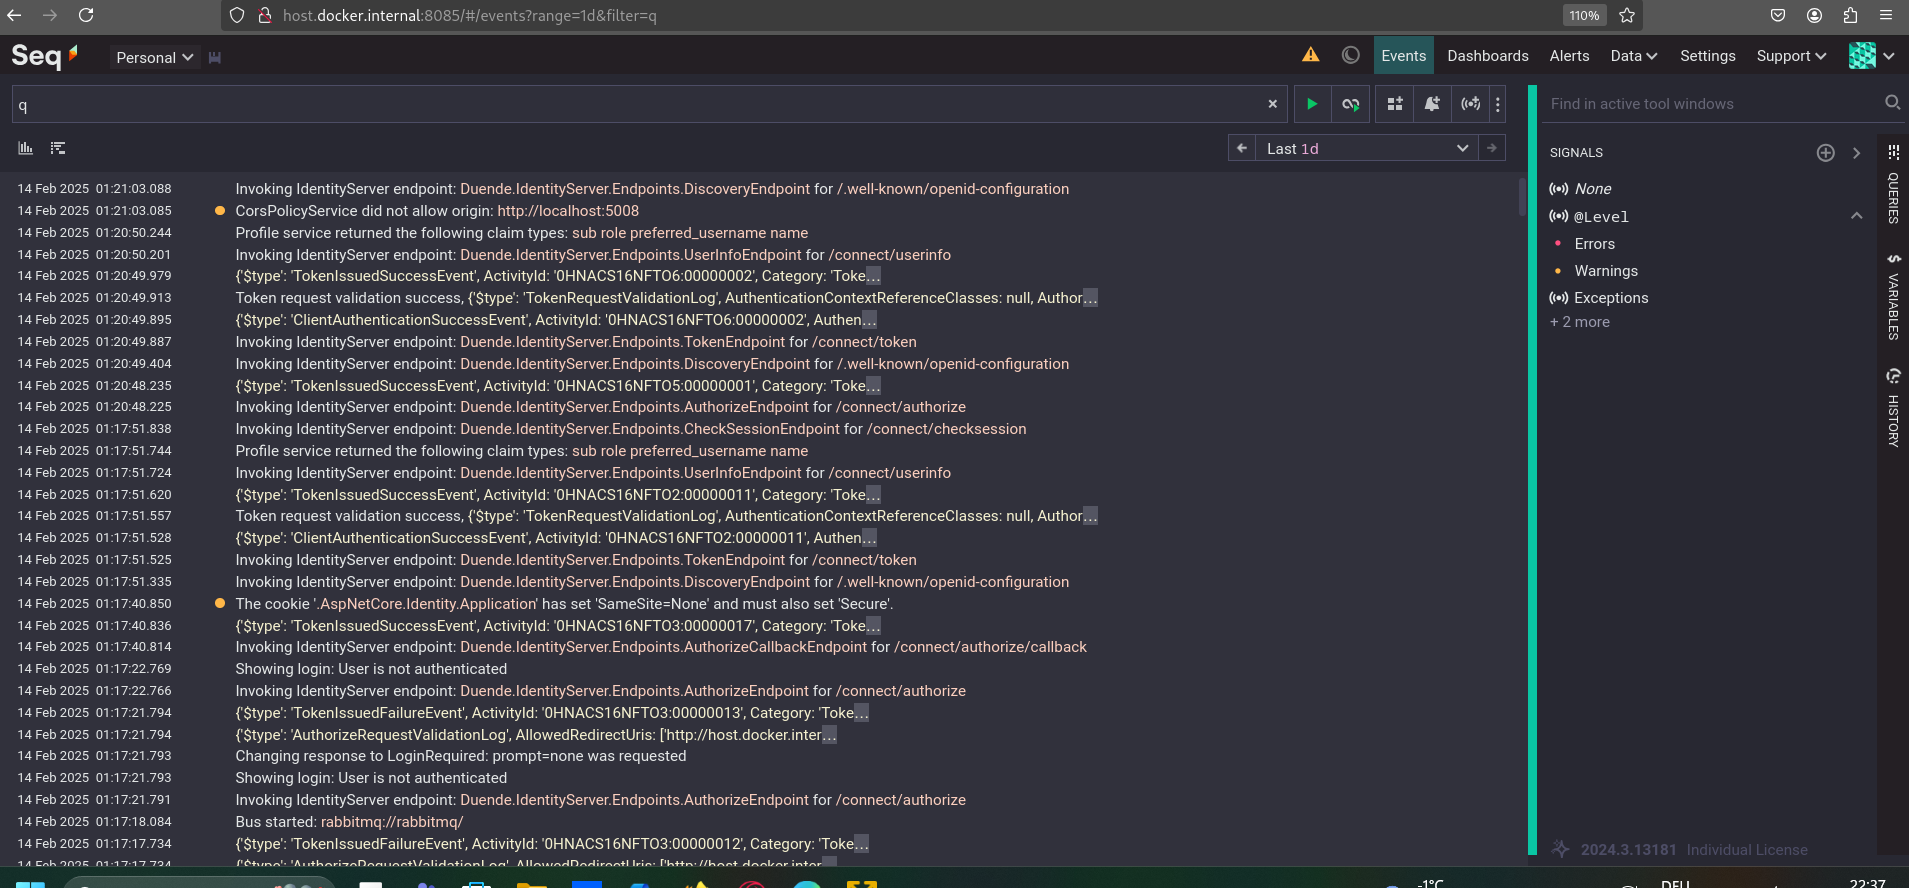 host.docker.internal:8085/#/events?range=1d&filter=q
110%
Seq
Personal
Events
Dashboards
Alerts
Data
Settings
Support
q
Find in active tool windows
Last 1d
SIGNALS
None
@Level
Errors
Warnings
Exceptions
+ 2 more
QUERIES
VARIABLES
HISTORY
14 Feb 2025 01:21:03.088 Invoking IdentityServer endpoint: Duende.IdentityServer.Endpoints.DiscoveryEndpoint for /.well-known/openid-configuration
14 Feb 2025 01:21:03.085 CorsPolicyService did not allow origin: http://localhost:5008
14 Feb 2025 01:20:50.244 Profile service returned the following claim types: sub role preferred_username name
14 Feb 2025 01:20:50.201 Invoking IdentityServer endpoint: Duende.IdentityServer.Endpoints.UserInfoEndpoint for /connect/userinfo
14 Feb 2025 01:20:49.979 {'$type': 'TokenIssuedSuccessEvent', ActivityId: '0HNACS16NFTO6:00000002', Category: 'Toke...
14 Feb 2025 01:20:49.913 Token request validation success, {'$type': 'TokenRequestValidationLog', AuthenticationContextReferenceClasses: null, Author...
14 Feb 2025 01:20:49.895 {'$type': 'ClientAuthenticationSuccessEvent', ActivityId: '0HNACS16NFTO6:00000002', Authen...
14 Feb 2025 01:20:49.887 Invoking IdentityServer endpoint: Duende.IdentityServer.Endpoints.TokenEndpoint for /connect/token
14 Feb 2025 01:20:49.404 Invoking IdentityServer endpoint: Duende.IdentityServer.Endpoints.DiscoveryEndpoint for /.well-known/openid-configuration
14 Feb 2025 01:20:48.235 {'$type': 'TokenIssuedSuccessEvent', ActivityId: '0HNACS16NFTO5:00000001', Category: 'Toke...
14 Feb 2025 01:20:48.225 Invoking IdentityServer endpoint: Duende.IdentityServer.Endpoints.AuthorizeEndpoint for /connect/authorize
14 Feb 2025 01:17:51.838 Invoking IdentityServer endpoint: Duende.IdentityServer.Endpoints.CheckSessionEndpoint for /connect/checksession
14 Feb 2025 01:17:51.744 Profile service returned the following claim types: sub role preferred_username name
14 Feb 2025 01:17:51.724 Invoking IdentityServer endpoint: Duende.IdentityServer.Endpoints.UserInfoEndpoint for /connect/userinfo
14 Feb 2025 01:17:51.620 {'$type': 'TokenIssuedSuccessEvent', ActivityId: '0HNACS16NFTO2:00000011', Category: 'Toke...
14 Feb 2025 01:17:51.557 Token request validation success, {'$type': 'TokenRequestValidationLog', AuthenticationContextReferenceClasses: null, Author...
14 Feb 2025 01:17:51.528 {'$type': 'ClientAuthenticationSuccessEvent', ActivityId: '0HNACS16NFTO2:00000011', Authen...
14 Feb 2025 01:17:51.525 Invoking IdentityServer endpoint: Duende.IdentityServer.Endpoints.TokenEndpoint for /connect/token
14 Feb 2025 01:17:51.335 Invoking IdentityServer endpoint: Duende.IdentityServer.Endpoints.DiscoveryEndpoint for /.well-known/openid-configuration
14 Feb 2025 01:17:40.850 The cookie '.AspNetCore.Identity.Application' has set 'SameSite=None' and must also set 'Secure'.
14 Feb 2025 01:17:40.836 {'$type': 'TokenIssuedSuccessEvent', ActivityId: '0HNACS16NFTO3:00000017', Category: 'Toke...
14 Feb 2025 01:17:40.814 Invoking IdentityServer endpoint: Duende.IdentityServer.Endpoints.AuthorizeCallbackEndpoint for /connect/authorize/callback
14 Feb 2025 01:17:22.769 Showing login: User is not authenticated
14 Feb 2025 01:17:22.766 Invoking IdentityServer endpoint: Duende.IdentityServer.Endpoints.AuthorizeEndpoint for /connect/authorize
14 Feb 2025 01:17:21.794 {'$type': 'TokenIssuedFailureEvent', ActivityId: '0HNACS16NFTO3:00000013', Category: 'Toke...
14 Feb 2025 01:17:21.794 {'$type': 'AuthorizeRequestValidationLog', AllowedRedirectUris: ['http://host.docker.inter...
14 Feb 2025 01:17:21.793 Changing response to LoginRequired: prompt=none was requested
14 Feb 2025 01:17:21.793 Showing login: User is not authenticated
14 Feb 2025 01:17:21.791 Invoking IdentityServer endpoint: Duende.IdentityServer.Endpoints.AuthorizeEndpoint for /connect/authorize
14 Feb 2025 01:17:18.084 Bus started: rabbitmq://rabbitmq/
14 Feb 2025 01:17:17.734 {'$type': 'TokenIssuedFailureEvent', ActivityId: '0HNACS16NFTO3:00000012', Category: 'Toke...
14 Feb 2025 01:17:17.734 {'$type': 'AuthorizeRequestValidationLog', AllowedRedirectUris: ['http://host.docker.inter...
2024.3.13181 Individual License
-1°C
DEU
22:37